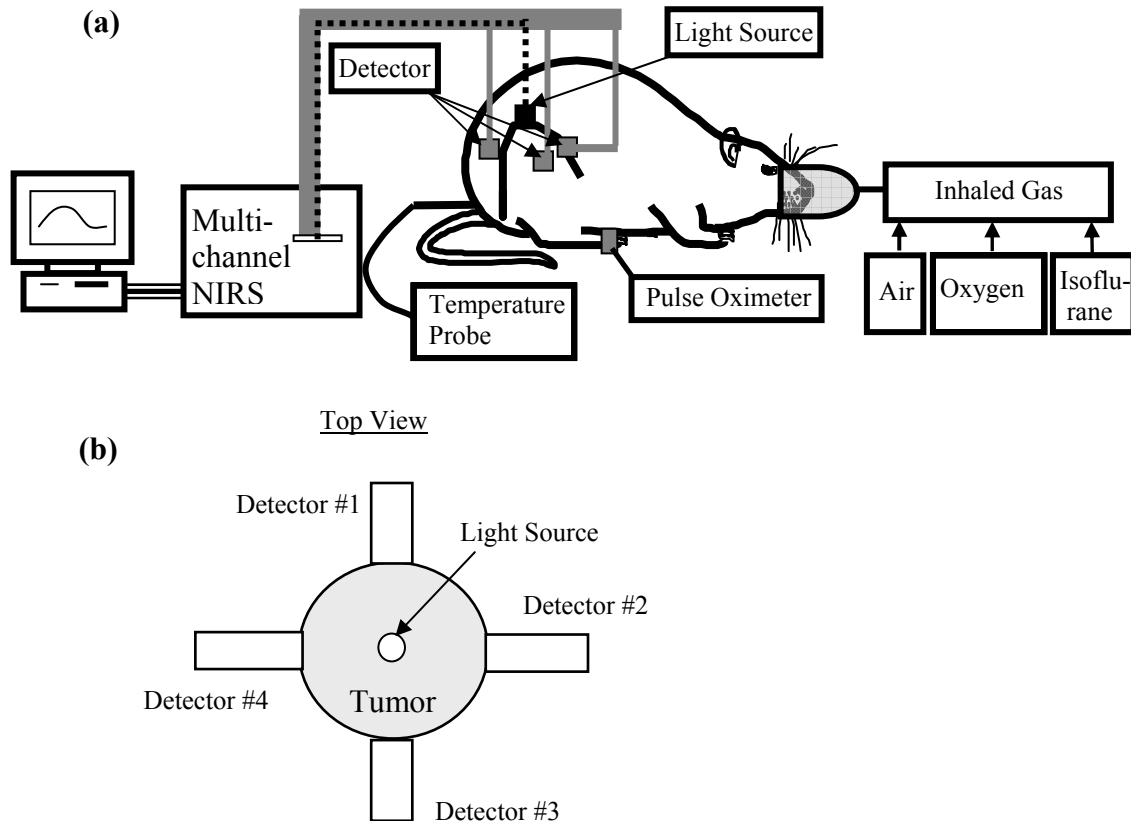 (a)
Light Source
Detector
Multi-
channel
NIRS
Inhaled Gas
Temperature
Probe
Pulse Oximeter
Air
Oxygen
Isoflu-
rane
Top View
(b)
Detector #1
Light Source
Detector #2
Tumor
Detector #4
Detector #3